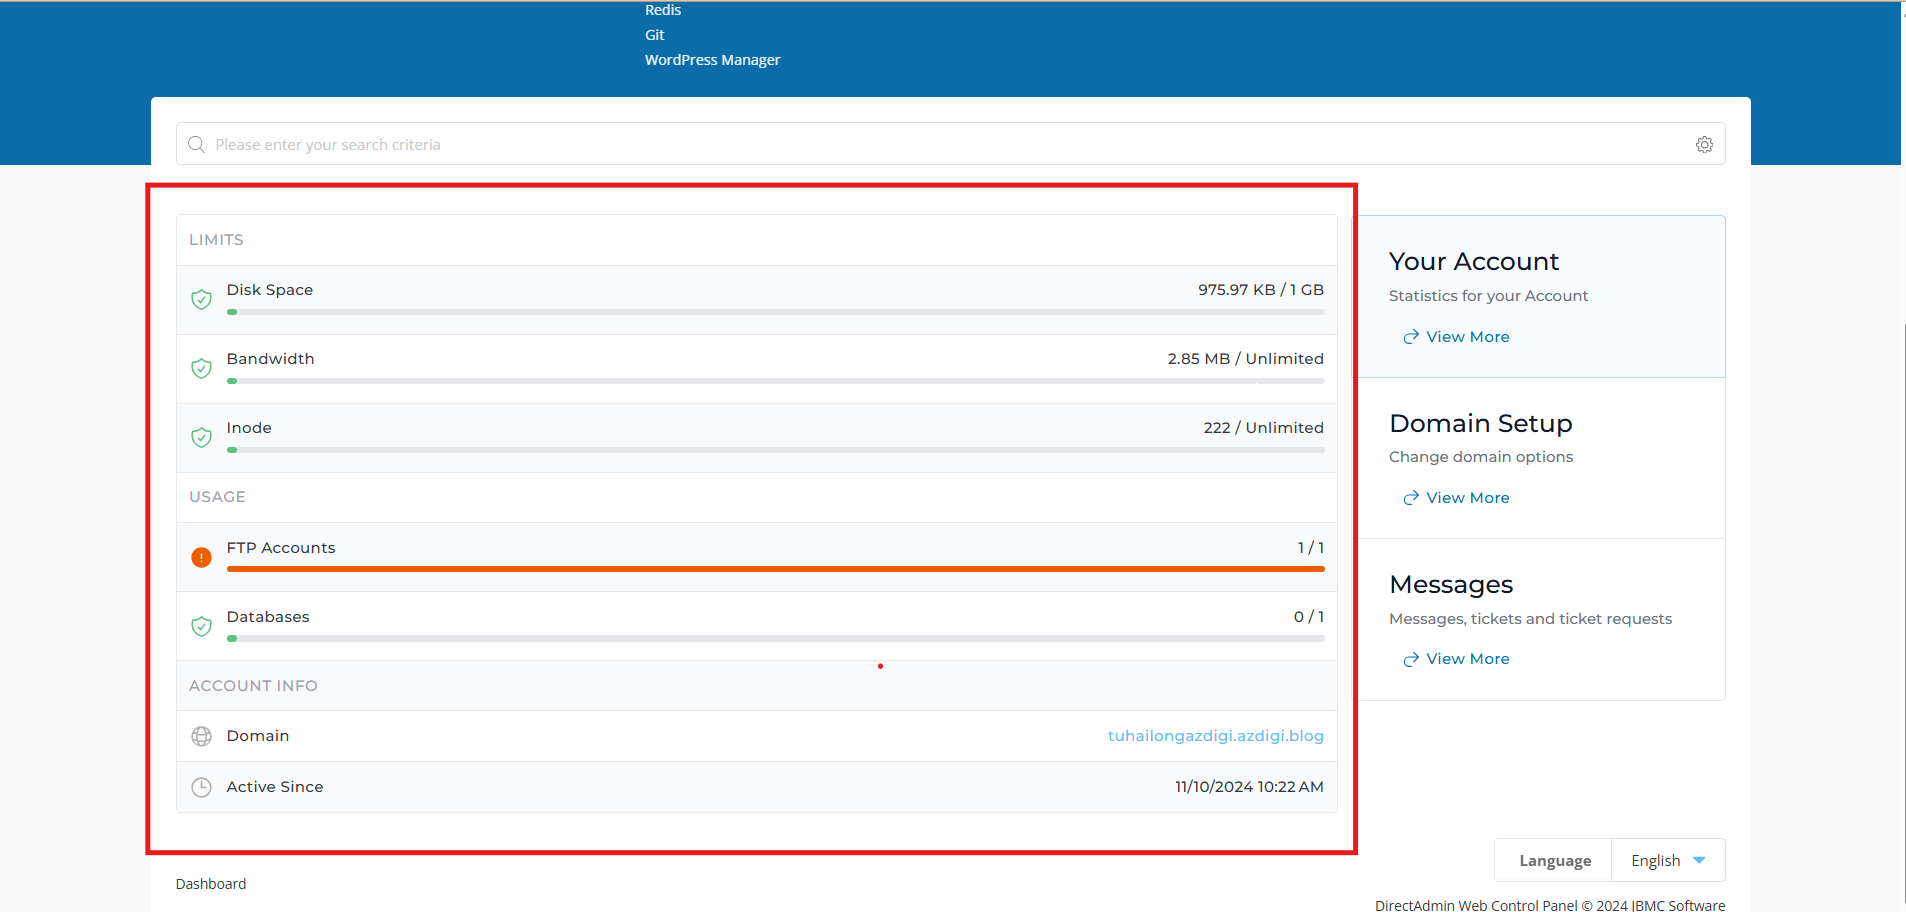 Redis
Git
WordPress Manager
Please enter your search criteria
LIMITS
Disk Space 975.97 KB / 1 GB
Bandwidth 2.85 MB / Unlimited
Inode 222 / Unlimited
USAGE
FTP Accounts 1 / 1
Databases 0 / 1
ACCOUNT INFO
Domain tuhailongazdigi.azdigi.blog
Active Since 11/10/2024 10:22 AM
Your Account
Statistics for your Account
View More
Domain Setup
Change domain options
View More
Messages
Messages, tickets and ticket requests
View More
Language English
Dashboard
DirectAdmin Web Control Panel © 2024 JBMC Software